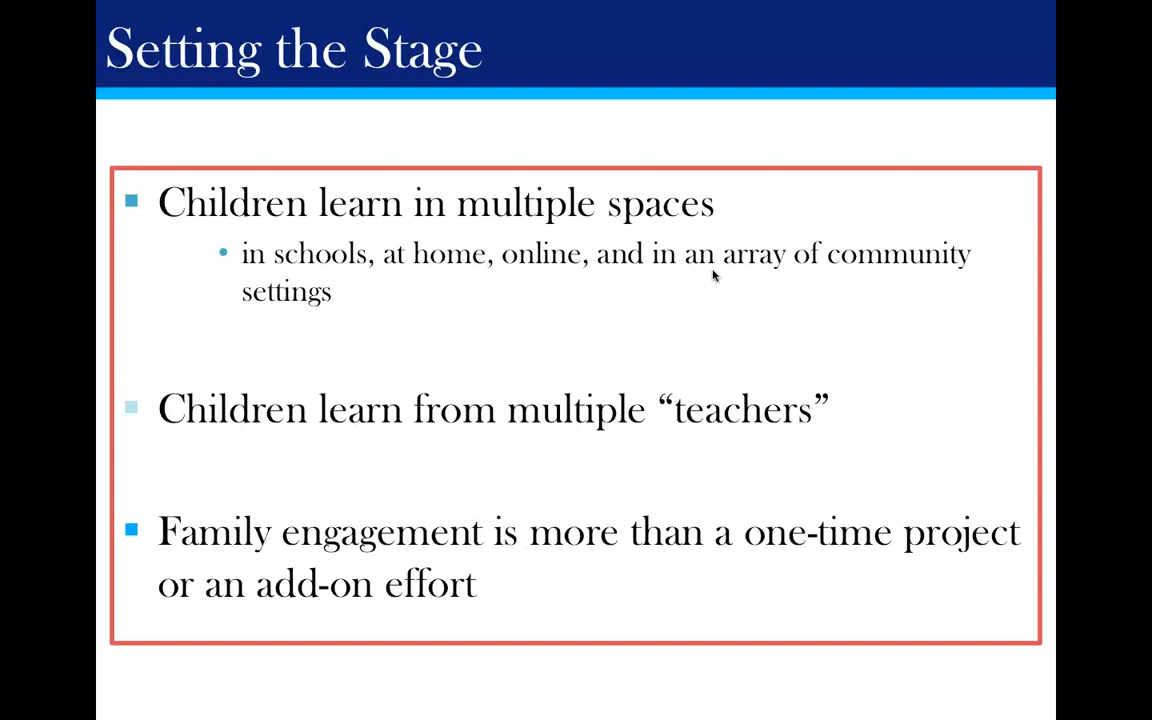 Setting the Stage
Children learn in multiple spaces
in schools, at home, online, and in an array of community
settings
Children learn from multiple “teachers”
Family engagement is more than a one-time project
or an add-on effort